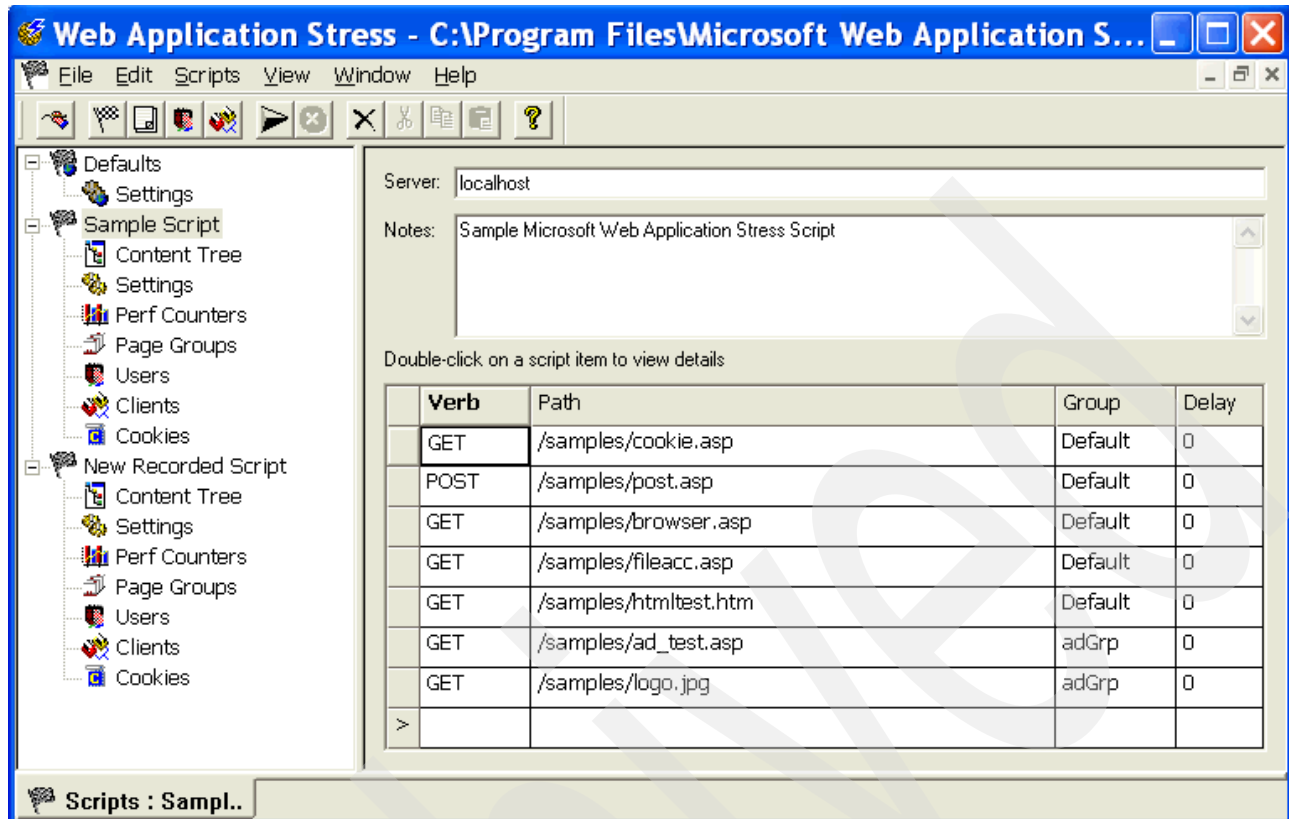 Web Application Stress - C:\Program Files\Microsoft Web Application S...
File Edit Scripts View Window Help
Defaults
Settings
Sample Script
Content Tree
Settings
Perf Counters
Page Groups
Users
Clients
Cookies
New Recorded Script
Content Tree
Settings
Perf Counters
Page Groups
Users
Clients
Cookies
Server: localhost
Notes: Sample Microsoft Web Application Stress Script
Double-click on a script item to view details
Verb Path Group Delay
GET /samples/cookie.asp Default 0
POST /samples/post.asp Default 0
GET /samples/browser.asp Default 0
GET /samples/fileacc.asp Default 0
GET /samples/htmltest.htm Default 0
GET /samples/ad_test.asp adGrp 0
GET /samples/logo.jpg adGrp 0
>
Scripts : Sampl..